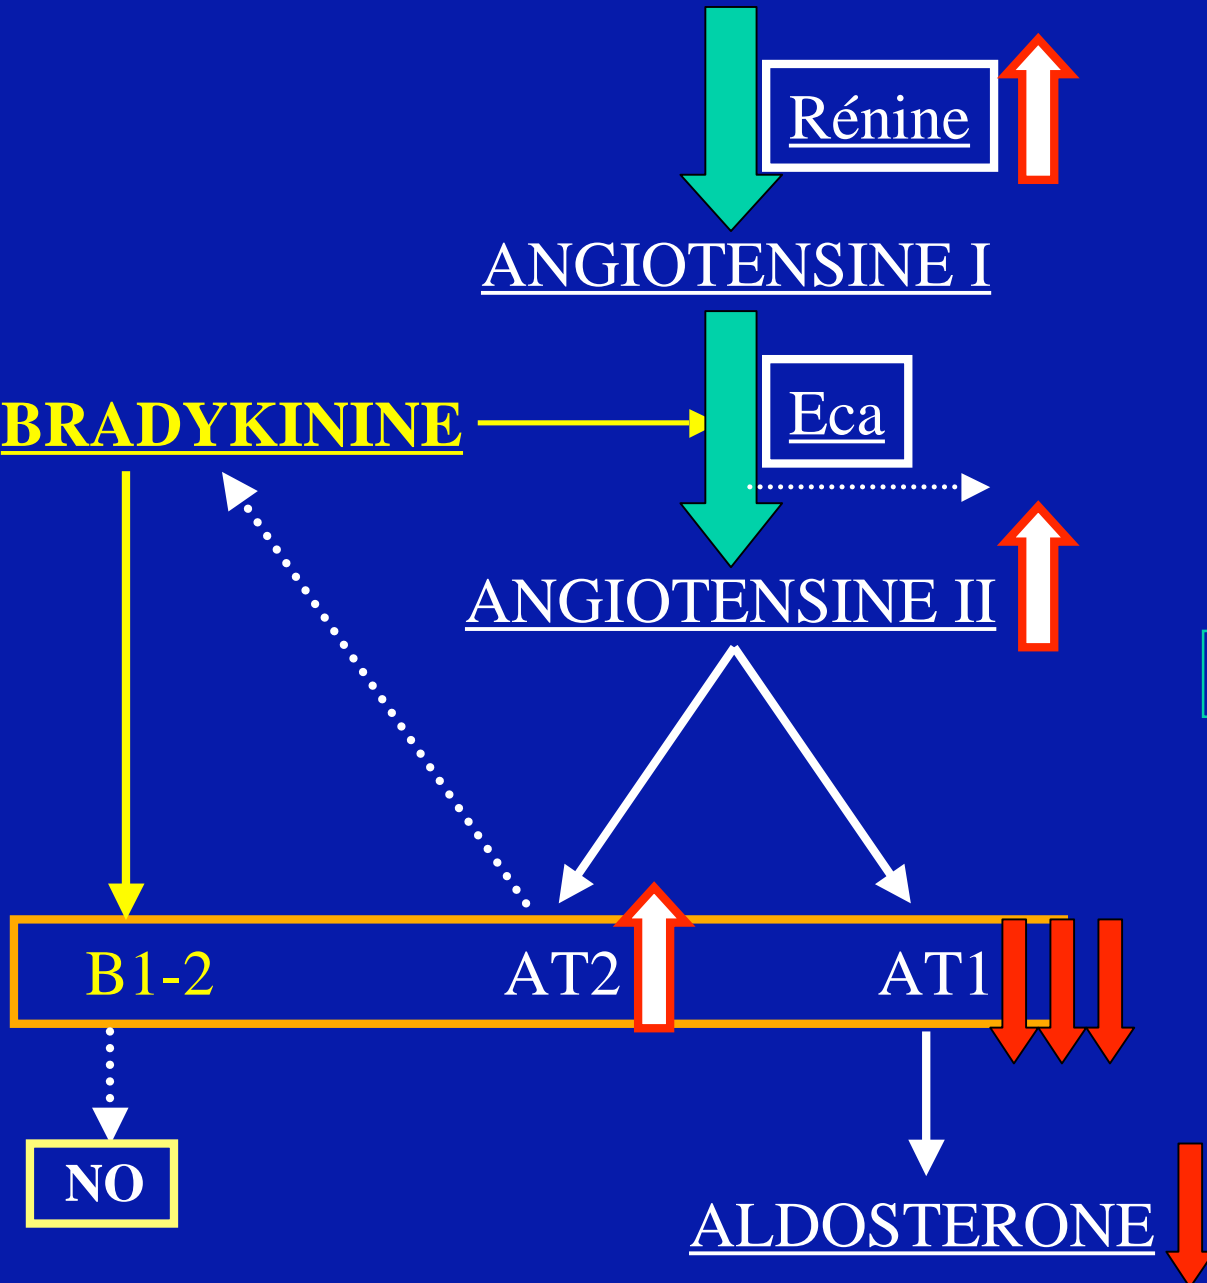 Rénine
ANGIOTENSINE I
Eca
BRADYKININE
ANGIOTENSINE II
B1-2 AT2 AT1
NO
ALDOSTERONE